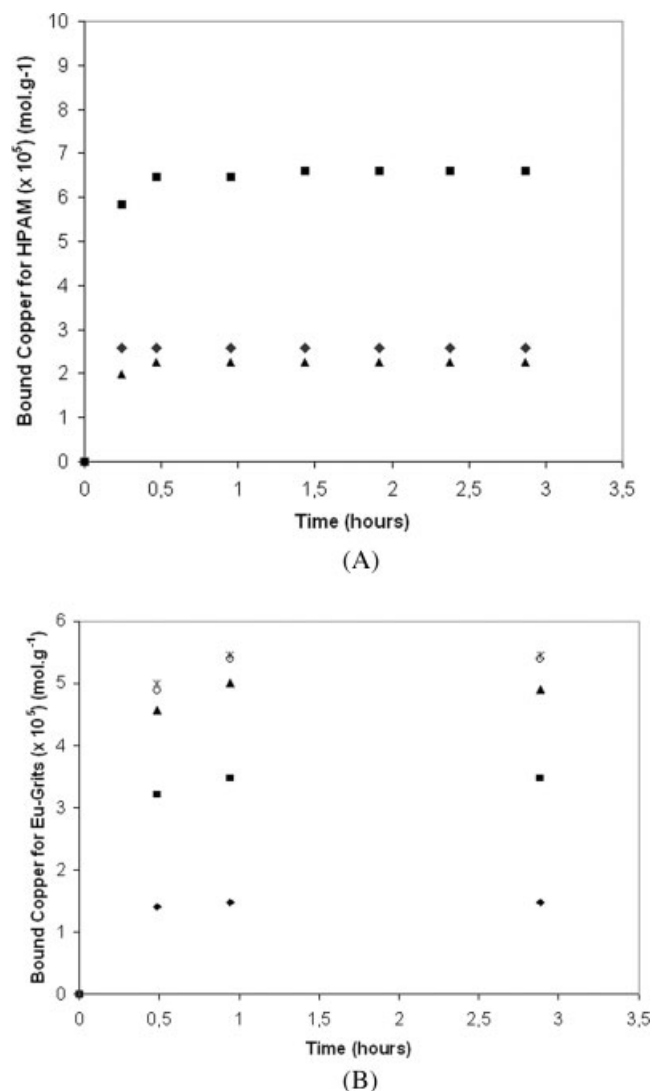 Bound Copper for HPAM (x 10⁵) (mol.g-1)
10
9
8
7
6
5
4
3
2
1
0
0 0,5 1 1,5 2 2,5 3 3,5
Time (hours)
(A)
Bound Copper for Eu-Grits (x 10⁵) (mol.g⁻¹)
6
5
4
3
2
1
0
0 0,5 1 1,5 2 2,5 3 3,5
Time (hours)
(B)